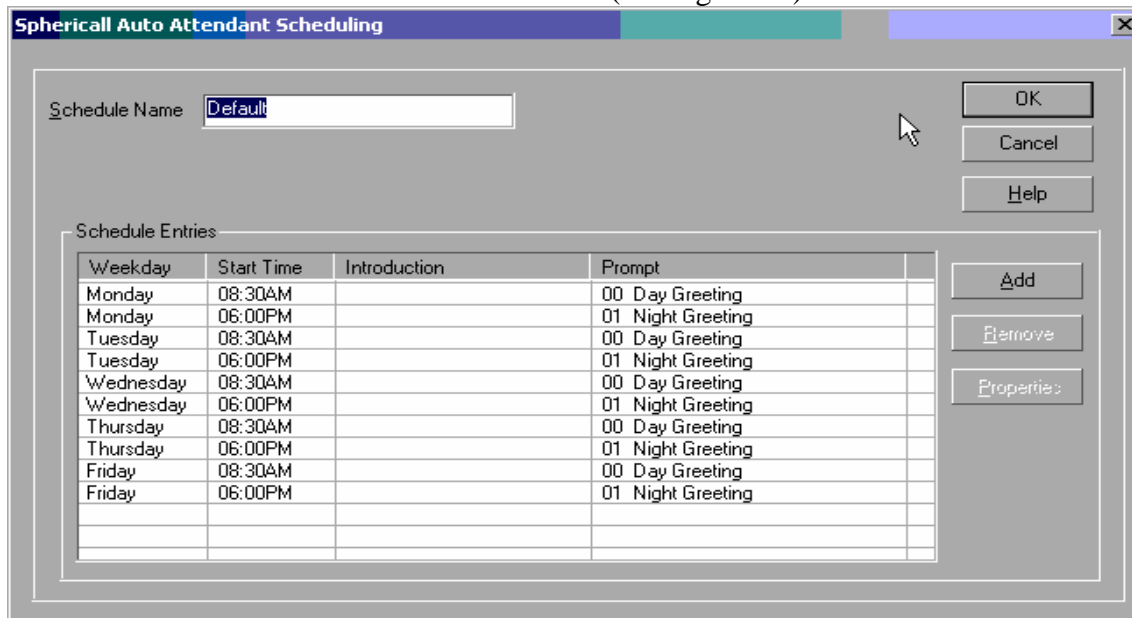 Sphericall Auto Attendant Scheduling
Schedule Name Default
OK
Cancel
Help
Schedule Entries
Weekday Start Time Introduction Prompt
Monday 08:30AM 00 Day Greeting
Monday 06:00PM 01 Night Greeting
Tuesday 08:30AM 00 Day Greeting
Tuesday 06:00PM 01 Night Greeting
Wednesday 08:30AM 00 Day Greeting
Wednesday 06:00PM 01 Night Greeting
Thursday 08:30AM 00 Day Greeting
Thursday 06:00PM 01 Night Greeting
Friday 08:30AM 00 Day Greeting
Friday 06:00PM 01 Night Greeting
Add
Remove
Properties